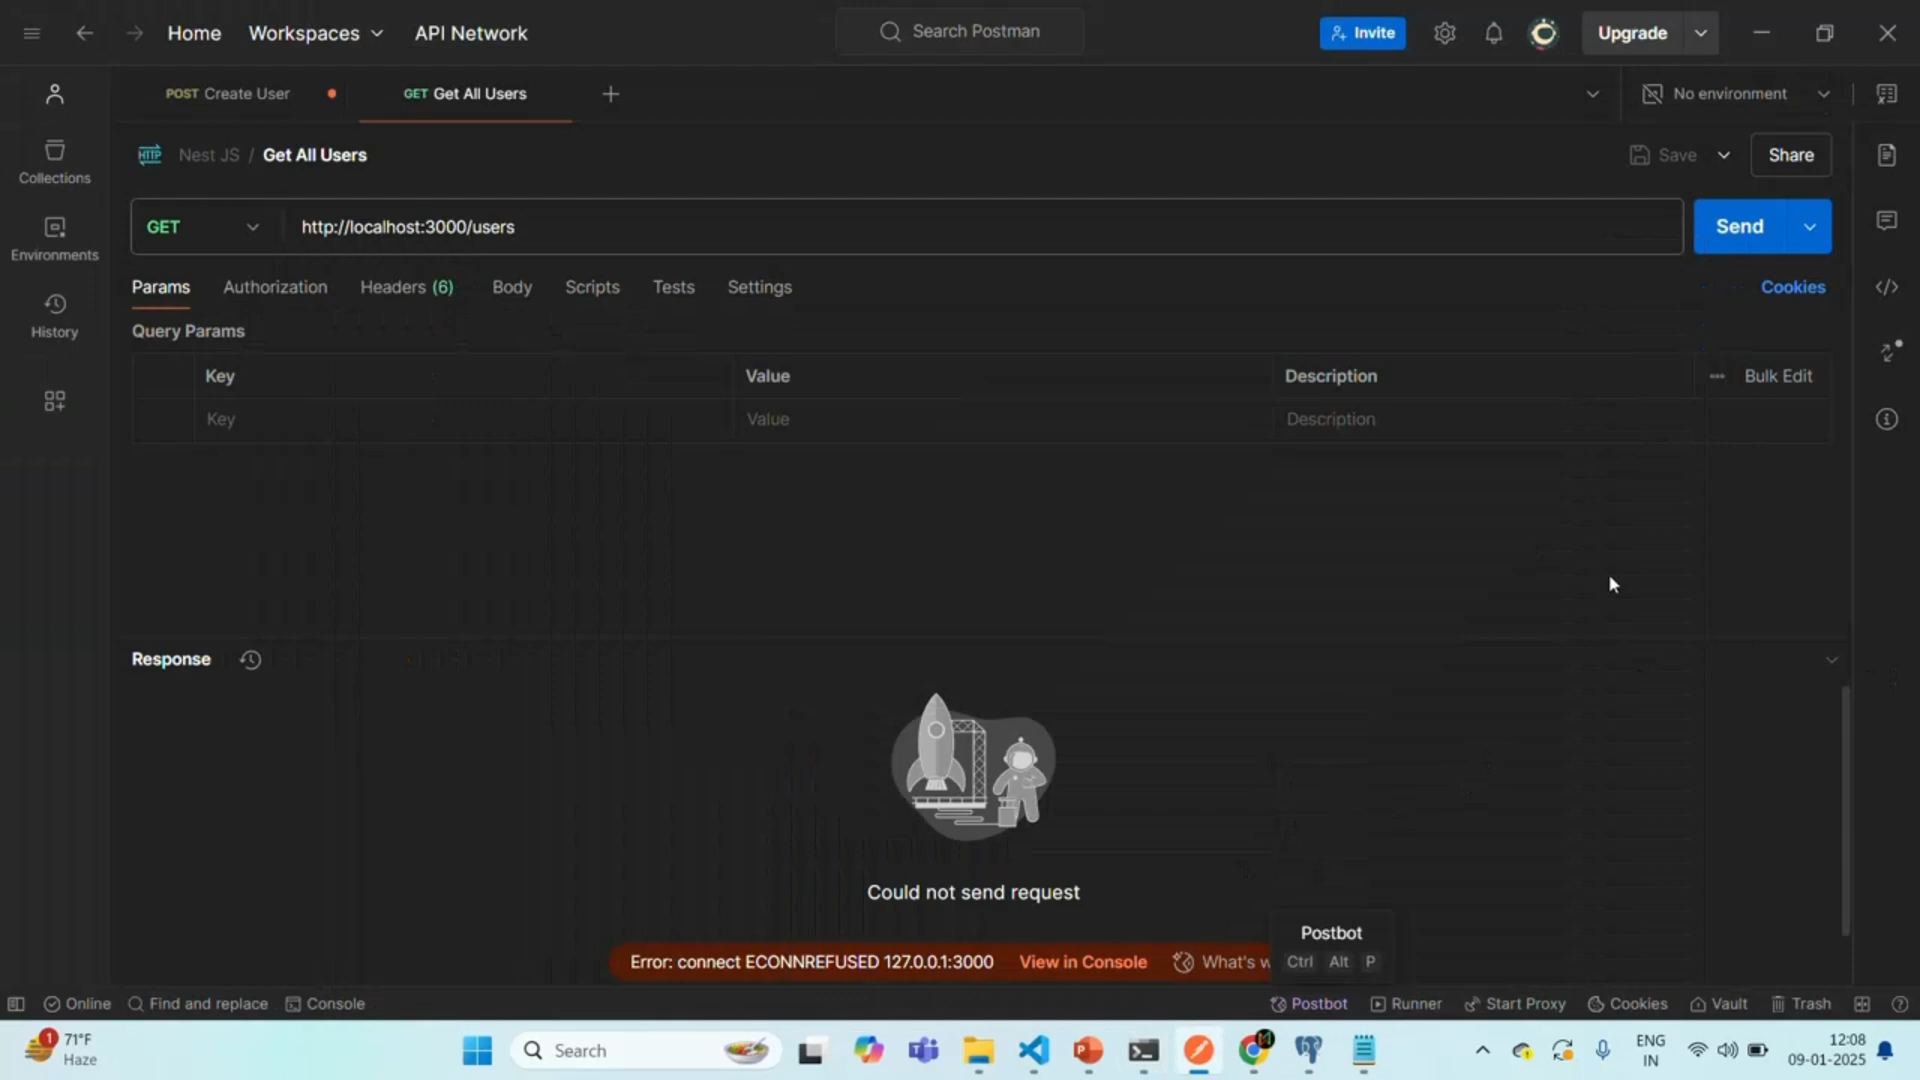 Home Workspaces API Network Search Postman Invite Upgrade
POST Create User GET Get All Users No environment
HTTP Nest JS / Get All Users Save Share
Collections
GET http://localhost:3000/users Send
Environments
Params Authorization Headers (6) Body Scripts Tests Settings Cookies
History
Query Params
Key Value Description Bulk Edit
Key Value Description
Response
Could not send request
Postbot
Error: connect ECONNREFUSED 127.0.0.1:3000 View in Console What's w Ctrl Alt P
Online Find and replace Console Postbot Runner Start Proxy Cookies Vault Trash
1 71°F
Haze
Search
ENG
IN
12:08
09-01-2025